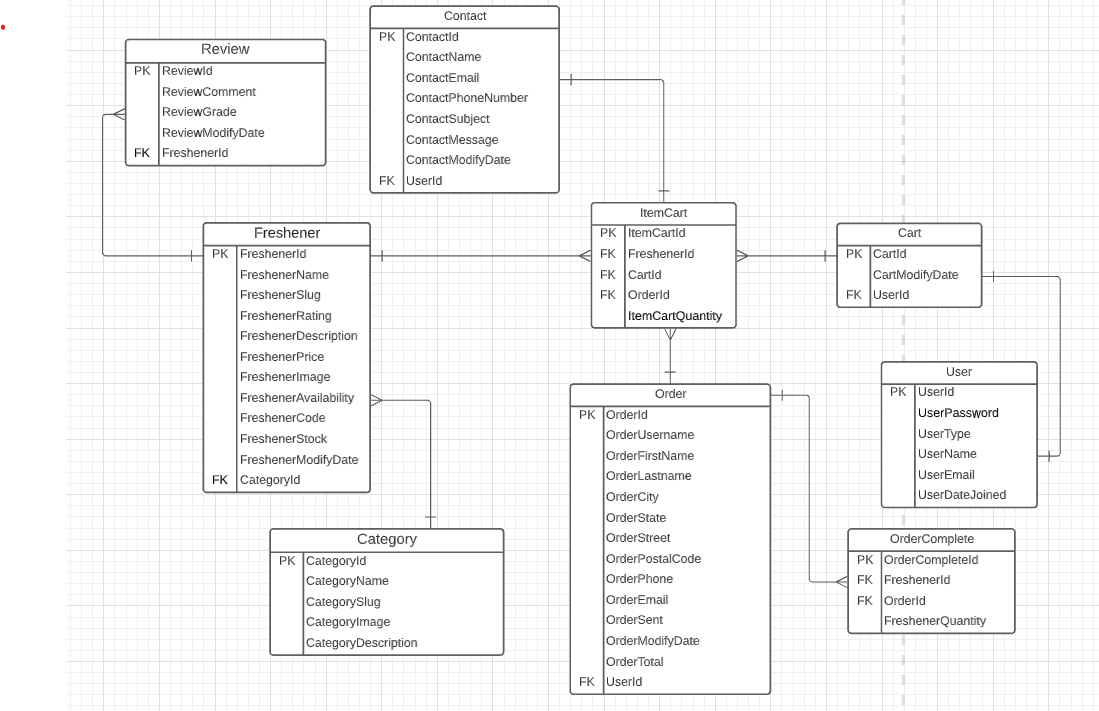 Contact
PK ContactId
ContactName
ContactEmail
ContactPhoneNumber
ContactSubject
ContactMessage
ContactModifyDate
FK UserId
Review
PK ReviewId
ReviewComment
ReviewGrade
ReviewModifyDate
FK FreshenerId
ItemCart
PK ItemCartId
FK FreshenerId
FK CartId
FK OrderId
ItemCartQuantity
Freshener
PK FreshenerId
FreshenerName
FreshenerSlug
FreshenerRating
FreshenerDescription
FreshenerPrice
FreshenerImage
FreshenerAvailability
FreshenerCode
FreshenerStock
FreshenerModifyDate
FK CategoryId
Cart
PK CartId
CartModifyDate
FK UserId
User
PK UserId
UserPassword
UserType
UserName
UserEmail
UserDateJoined
Order
PK OrderId
OrderUsername
OrderFirstName
OrderLastname
OrderCity
OrderState
OrderStreet
OrderPostalCode
OrderPhone
OrderEmail
OrderSent
OrderModifyDate
OrderTotal
FK UserId
Category
PK CategoryId
CategoryName
CategorySlug
CategoryImage
CategoryDescription
OrderComplete
PK OrderCompleteId
FK FreshenerId
FK OrderId
FreshenerQuantity